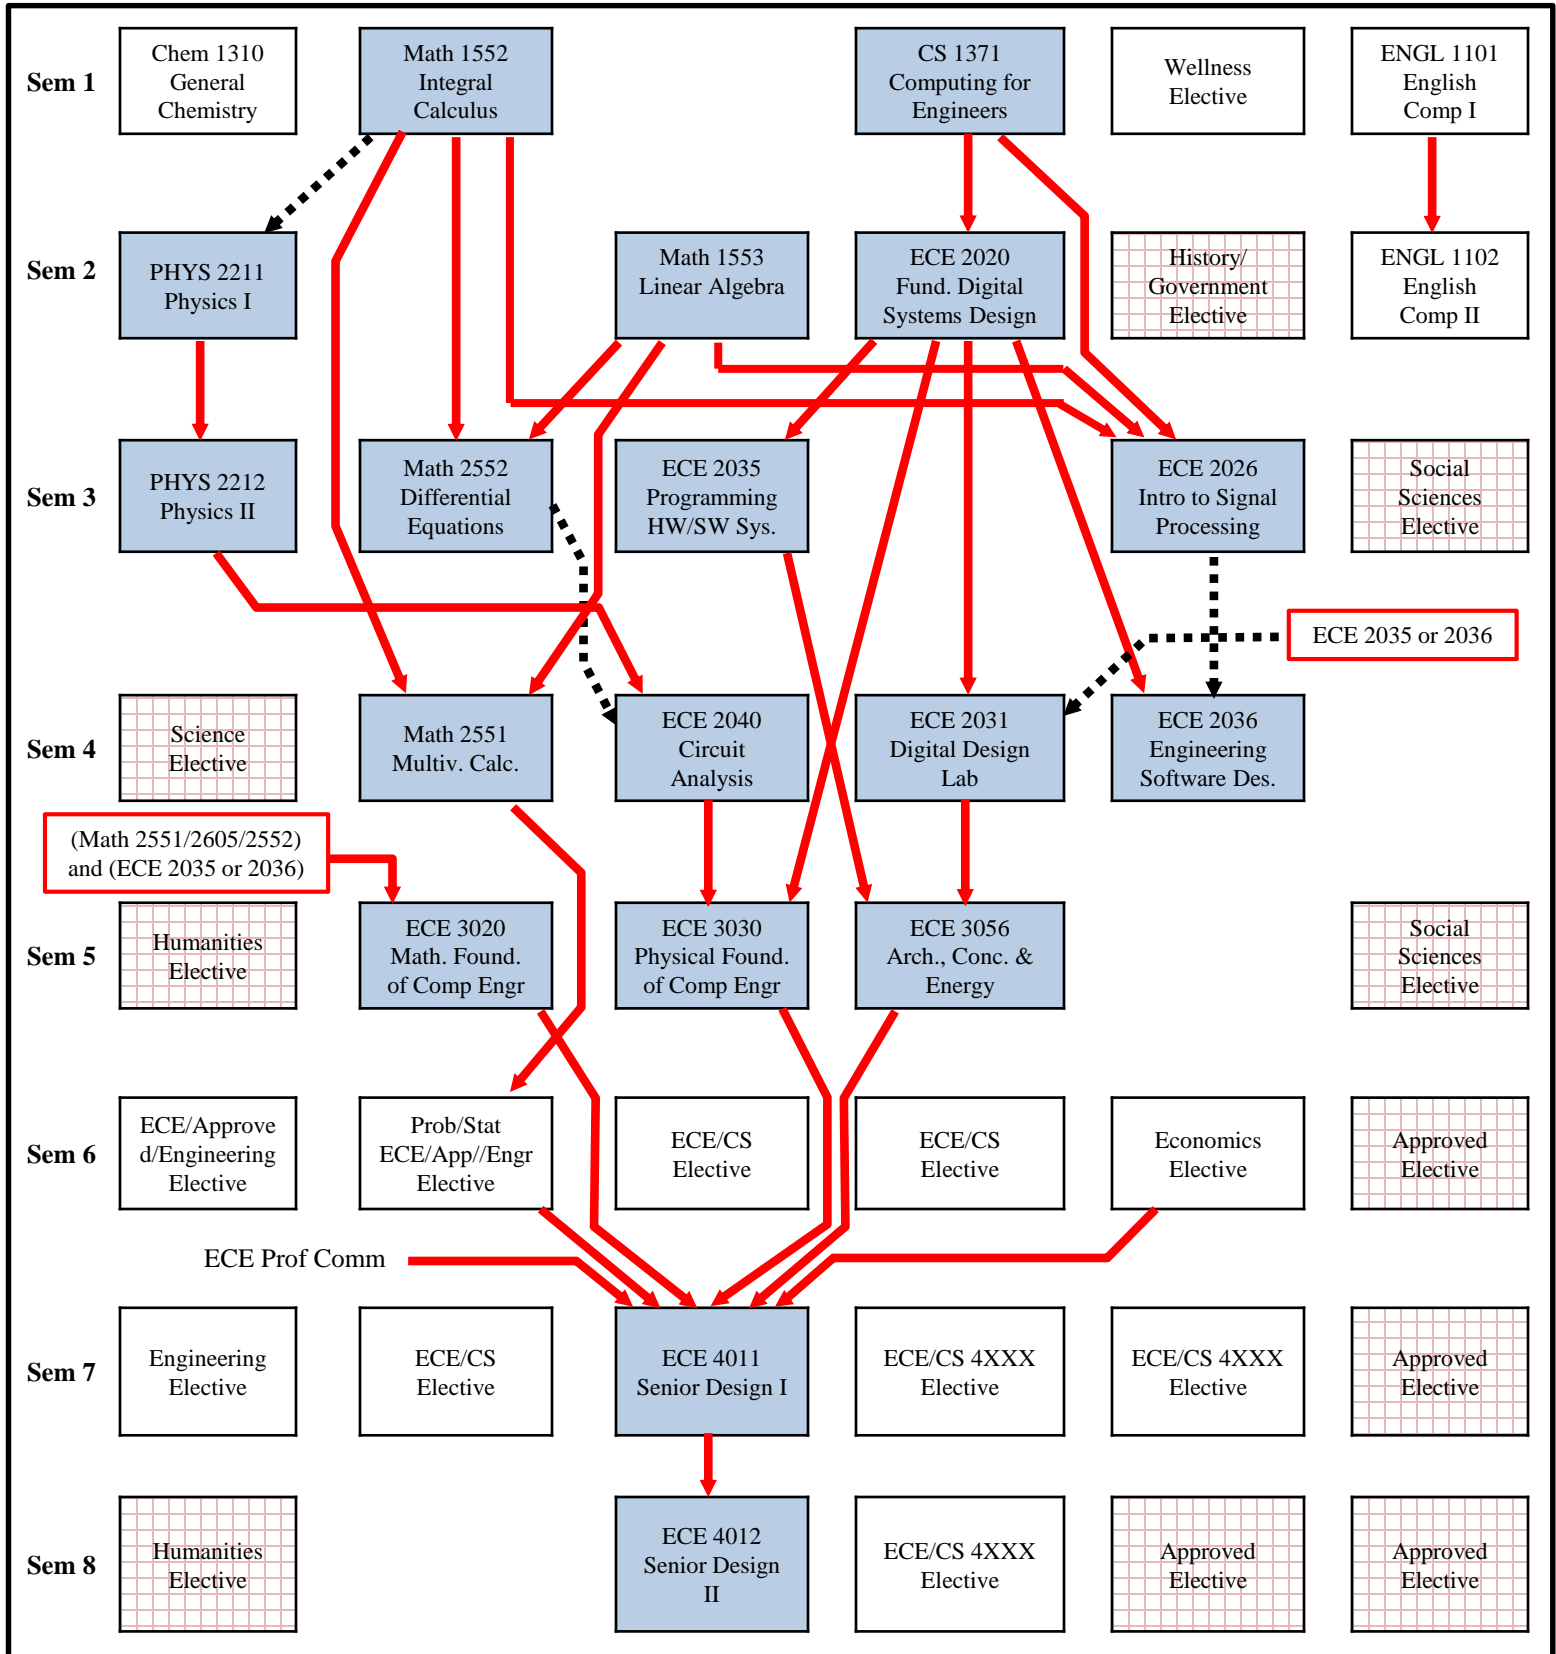 Sem 1
Chem 1310
General
Chemistry
Math 1552
Integral
Calculus
CS 1371
Computing for
Engineers
Wellness
Elective
ENGL 1101
English
Comp I
Sem 2
PHYS 2211
Physics I
Math 1553
Linear Algebra
ECE 2020
Fund. Digital
Systems Design
History/
Government
Elective
ENGL 1102
English
Comp II
Sem 3
PHYS 2212
Physics II
Math 2552
Differential
Equations
ECE 2035
Programming
HW/SW Sys.
ECE 2026
Intro to Signal
Processing
Social
Sciences
Elective
ECE 2035 or 2036
Sem 4
Science
Elective
Math 2551
Multiv. Calc.
ECE 2040
Circuit
Analysis
ECE 2031
Digital Design
Lab
ECE 2036
Engineering
Software Des.
(Math 2551/2605/2552)
and (ECE 2035 or 2036)
Sem 5
Humanities
Elective
ECE 3020
Math. Found.
of Comp Engr
ECE 3030
Physical Found.
of Comp Engr
ECE 3056
Arch., Conc. &
Energy
Social
Sciences
Elective
Sem 6
ECE/Approve
d/Engineering
Elective
Prob/Stat
ECE/App//Engr
Elective
ECE/CS
Elective
ECE/CS
Elective
Economics
Elective
Approved
Elective
ECE Prof Comm
Sem 7
Engineering
Elective
ECE/CS
Elective
ECE 4011
Senior Design I
ECE/CS 4XXX
Elective
ECE/CS 4XXX
Elective
Approved
Elective
Sem 8
Humanities
Elective
ECE 4012
Senior Design
II
ECE/CS 4XXX
Elective
Approved
Elective
Approved
Elective